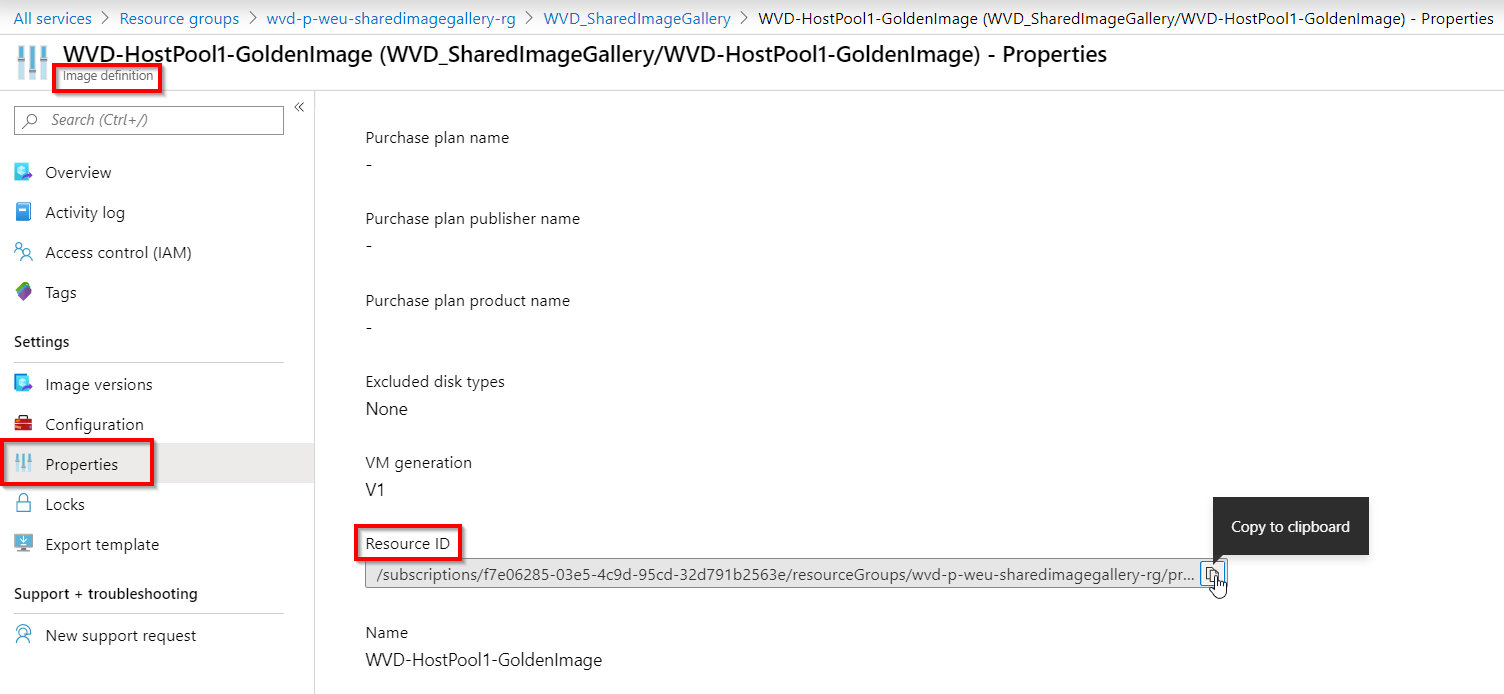 All services > Resource groups > wvd-p-weu-sharedimagegallery-rg > WVD_SharedImageGallery > WVD-HostPool1-GoldenImage (WVD_SharedImageGallery/WVD-HostPool1-GoldenImage) - Properties
WVD-HostPool1-GoldenImage (WVD_SharedImageGallery/WVD-HostPool1-GoldenImage) - Properties
Image definition
Search (Ctrl+/)
«
Overview
Activity log
Access control (IAM)
Tags
Settings
Image versions
Configuration
Properties
Locks
Export template
Support + troubleshooting
New support request
Purchase plan name
-
Purchase plan publisher name
-
Purchase plan product name
-
Excluded disk types
None
VM generation
V1
Resource ID
Copy to clipboard
/subscriptions/f7e06285-03e5-4c9d-95cd-32d791b2563e/resourceGroups/wvd-p-weu-sharedimagegallery-rg/pr...
Name
WVD-HostPool1-GoldenImage